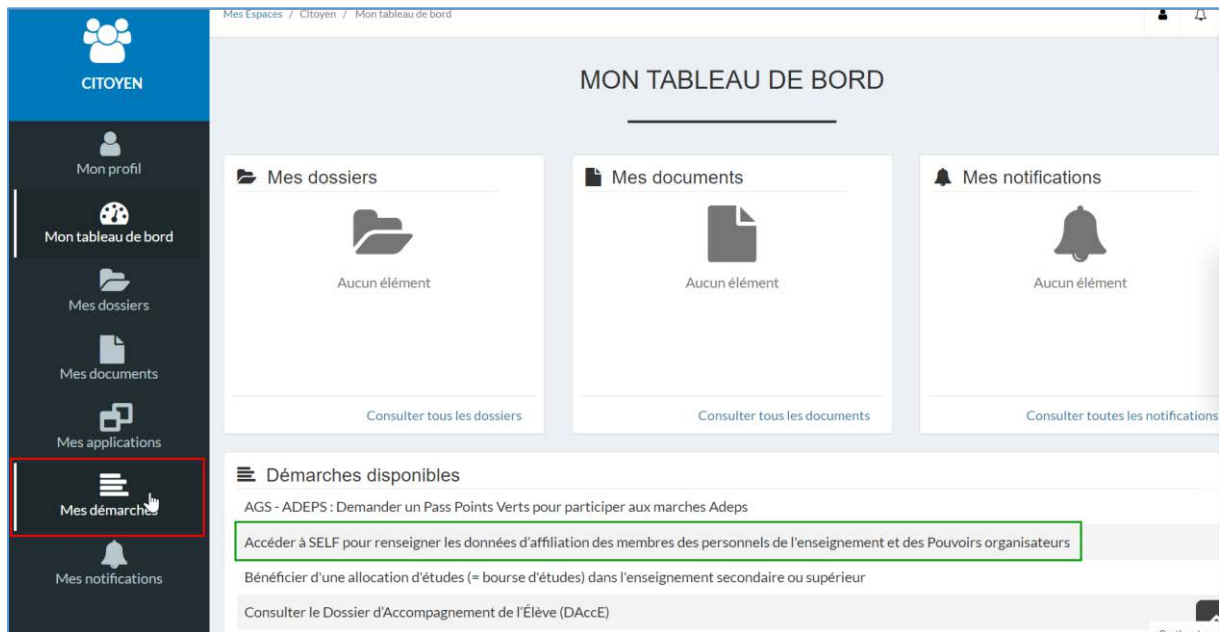 Mes Espaces / Citoyen / Mon tableau de bord
CITOYEN
Mon profil
Mon tableau de bord
Mes dossiers
Mes documents
Mes applications
Mes démarches
Mes notifications
MON TABLEAU DE BORD
Mes dossiers
Aucun élément
Consulter tous les dossiers
Mes documents
Aucun élément
Consulter tous les documents
Mes notifications
Aucun élément
Consulter toutes les notifications
Démarches disponibles
AGS - ADEPS : Demander un Pass Points Verts pour participer aux marches Adeps
Accéder à SELF pour renseigner les données d'affiliation des membres des personnels de l'enseignement et des Pouvoirs organisateurs
Bénéficier d'une allocation d'études (= bourse d'études) dans l'enseignement secondaire ou supérieur
Consulter le Dossier d'Accompagnement de l'Élève (DAccE)